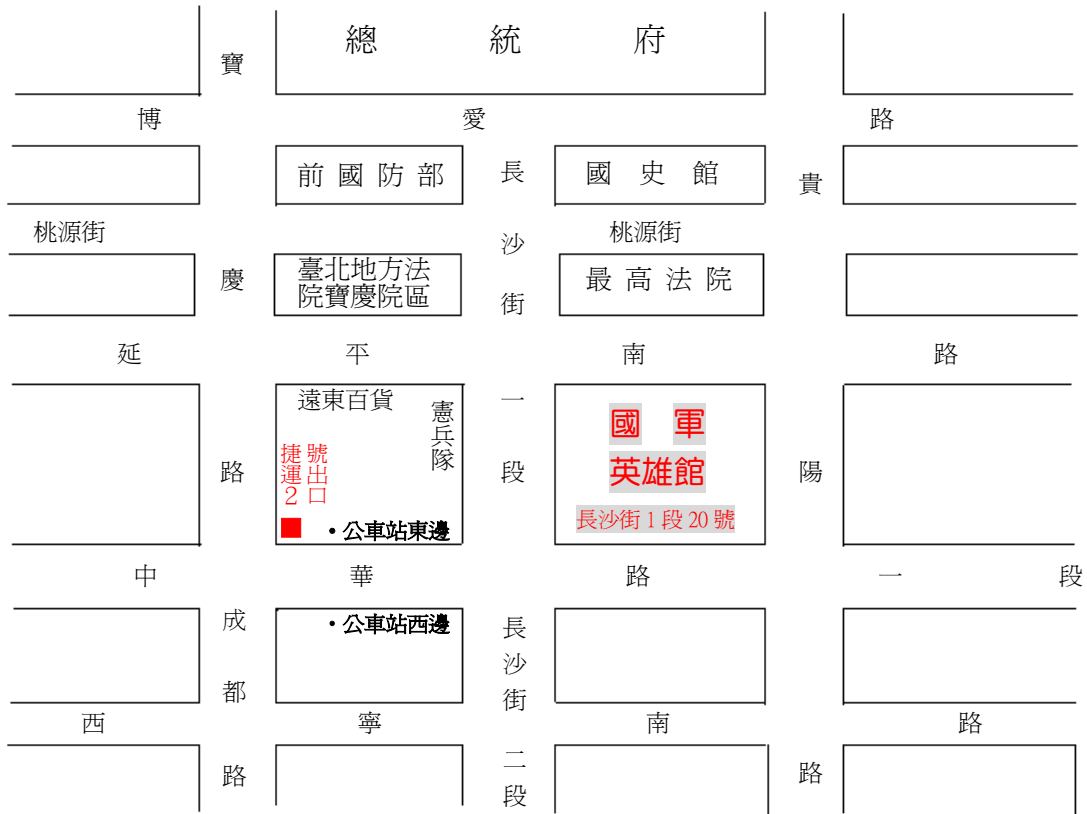 總統府
寶慶路
博愛路
前國防部
長沙街一段
國史館
貴陽路
桃源街
桃源街
臺北地方法
院寶慶院區
最高法院
延平南路
遠東百貨
憲兵隊
捷運2
號出口
•公車站東邊
國軍
英雄館
長沙街1段20號
中華路一段
成都路
•公車站西邊
長沙街二段
西寧南路